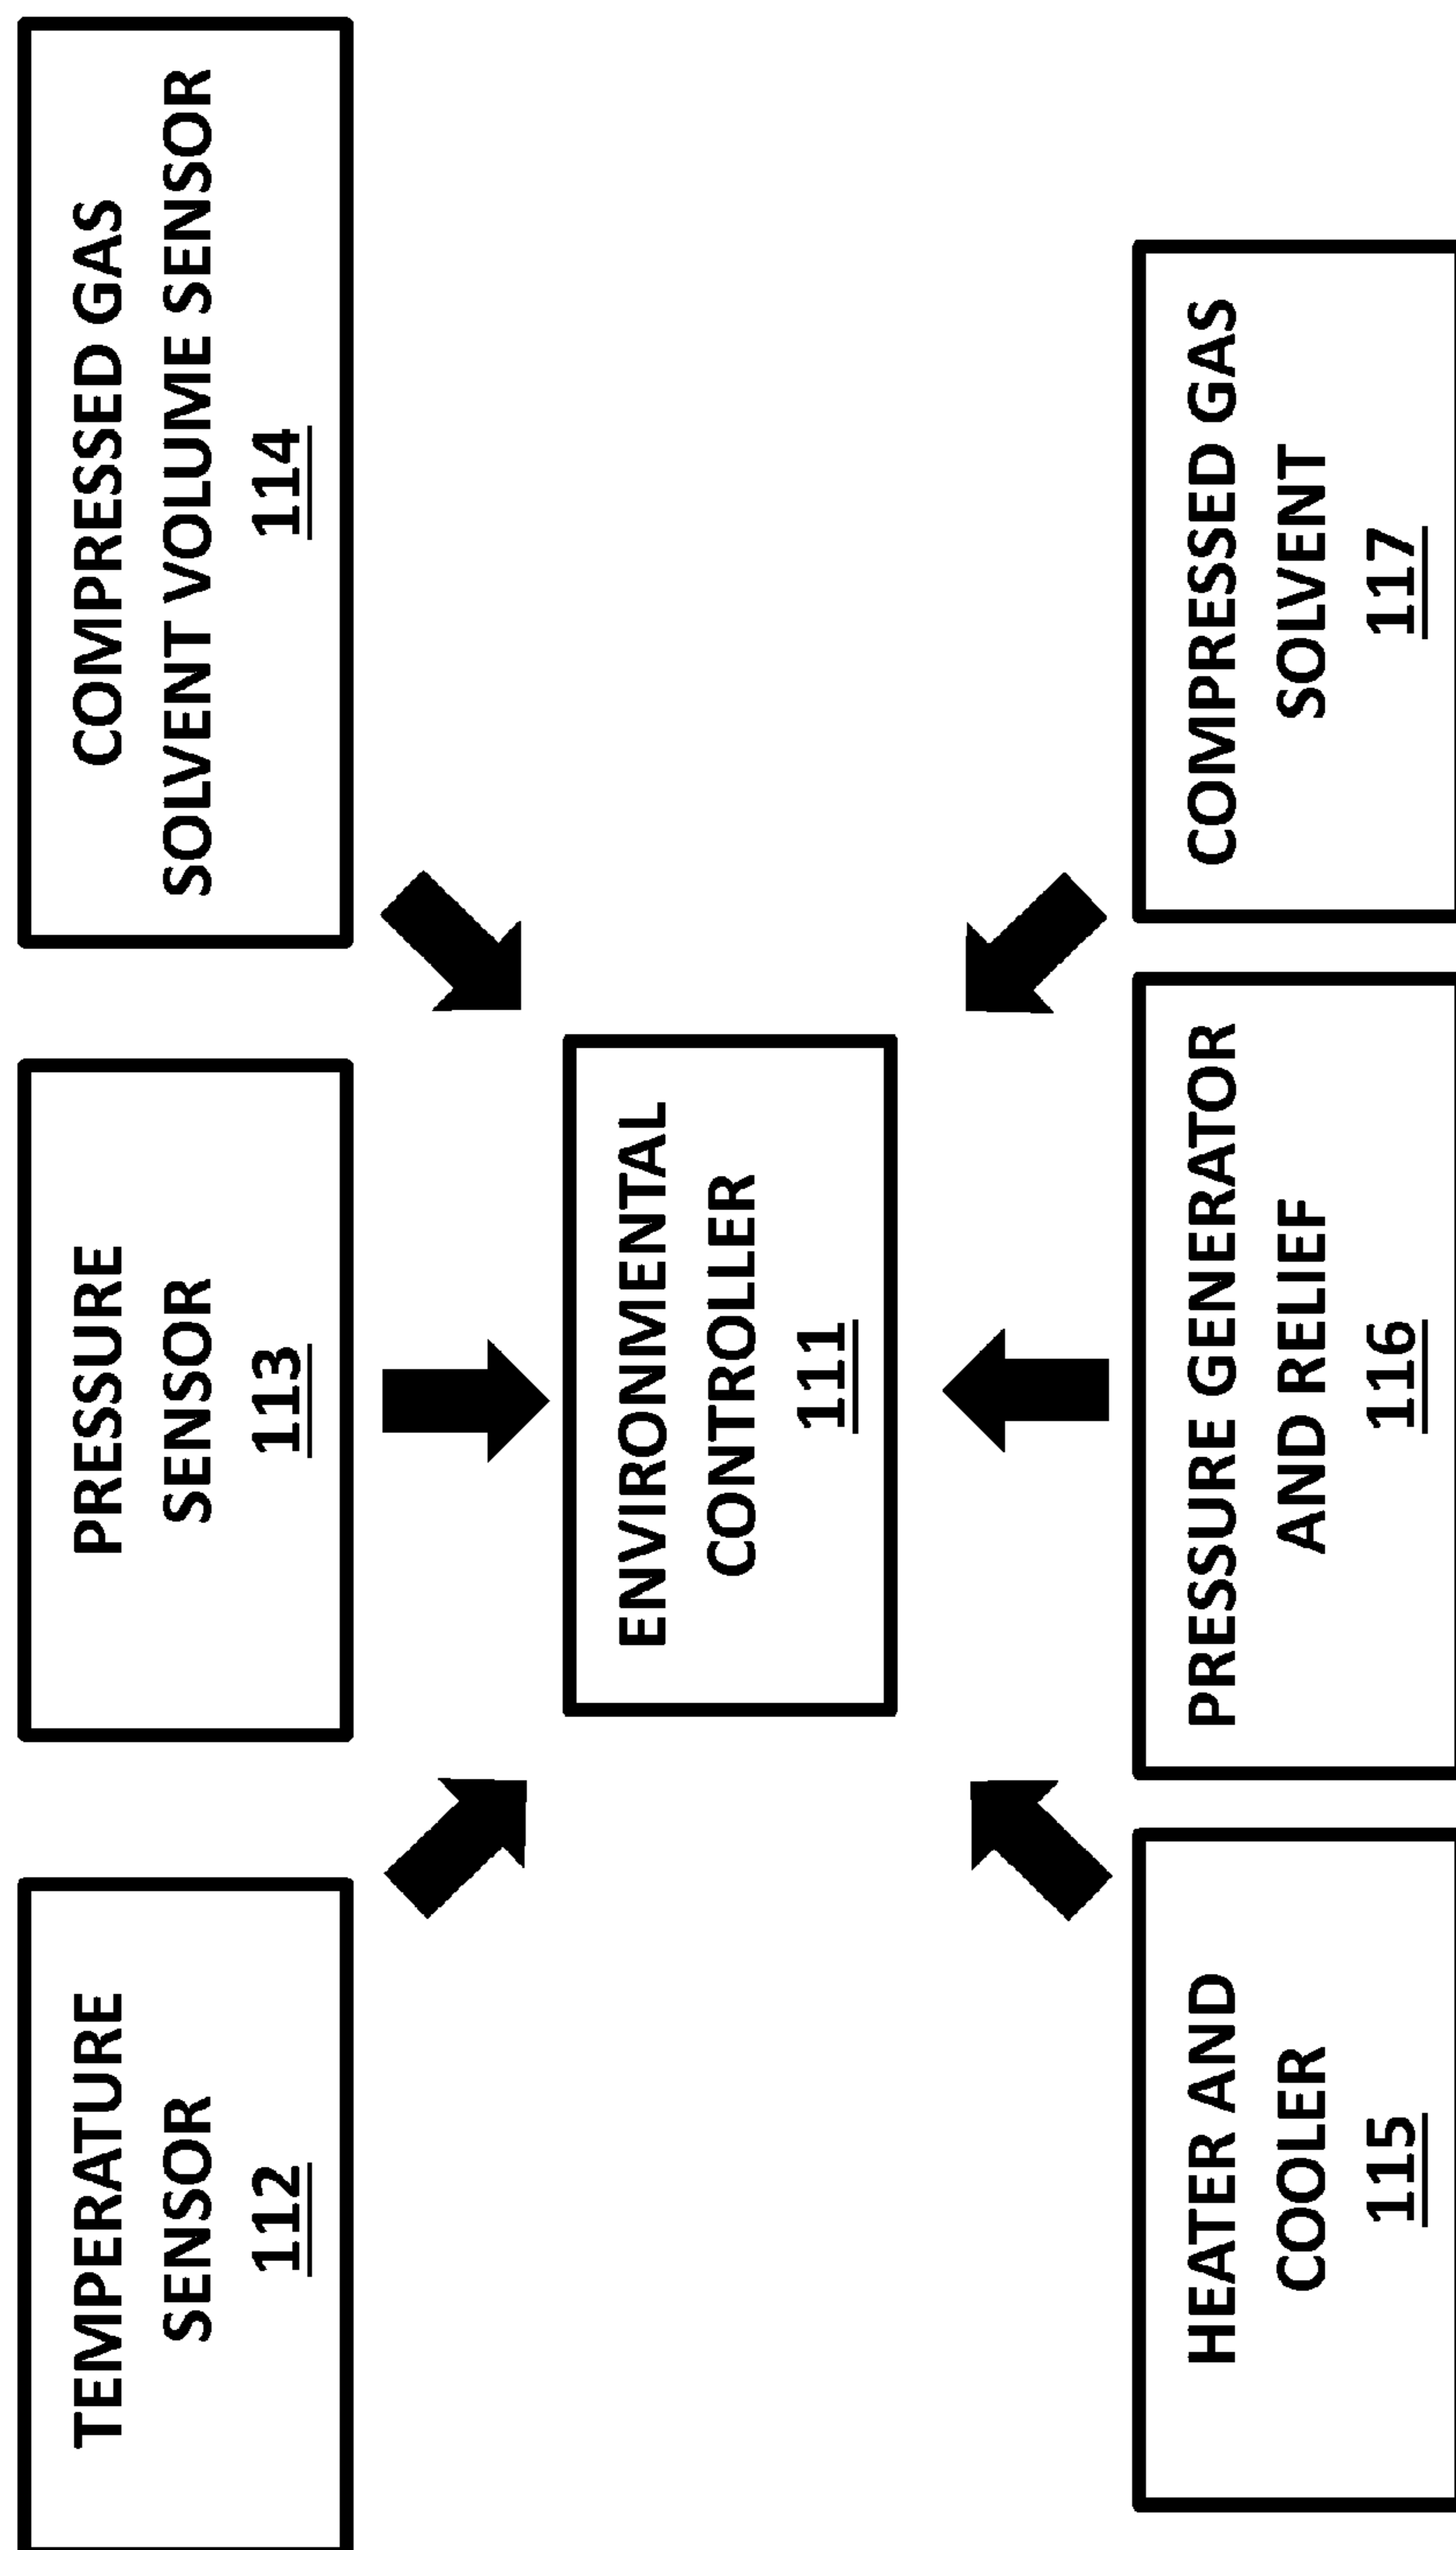 TEMPERATURE
SENSOR
112
PRESSURE
SENSOR
113
COMPRESSED GAS
SOLVENT VOLUME SENSOR
114
ENVIRONMENTAL
CONTROLLER
111
HEATER AND
COOLER
115
PRESSURE GENERATOR
AND RELIEF
116
COMPRESSED GAS
SOLVENT
117